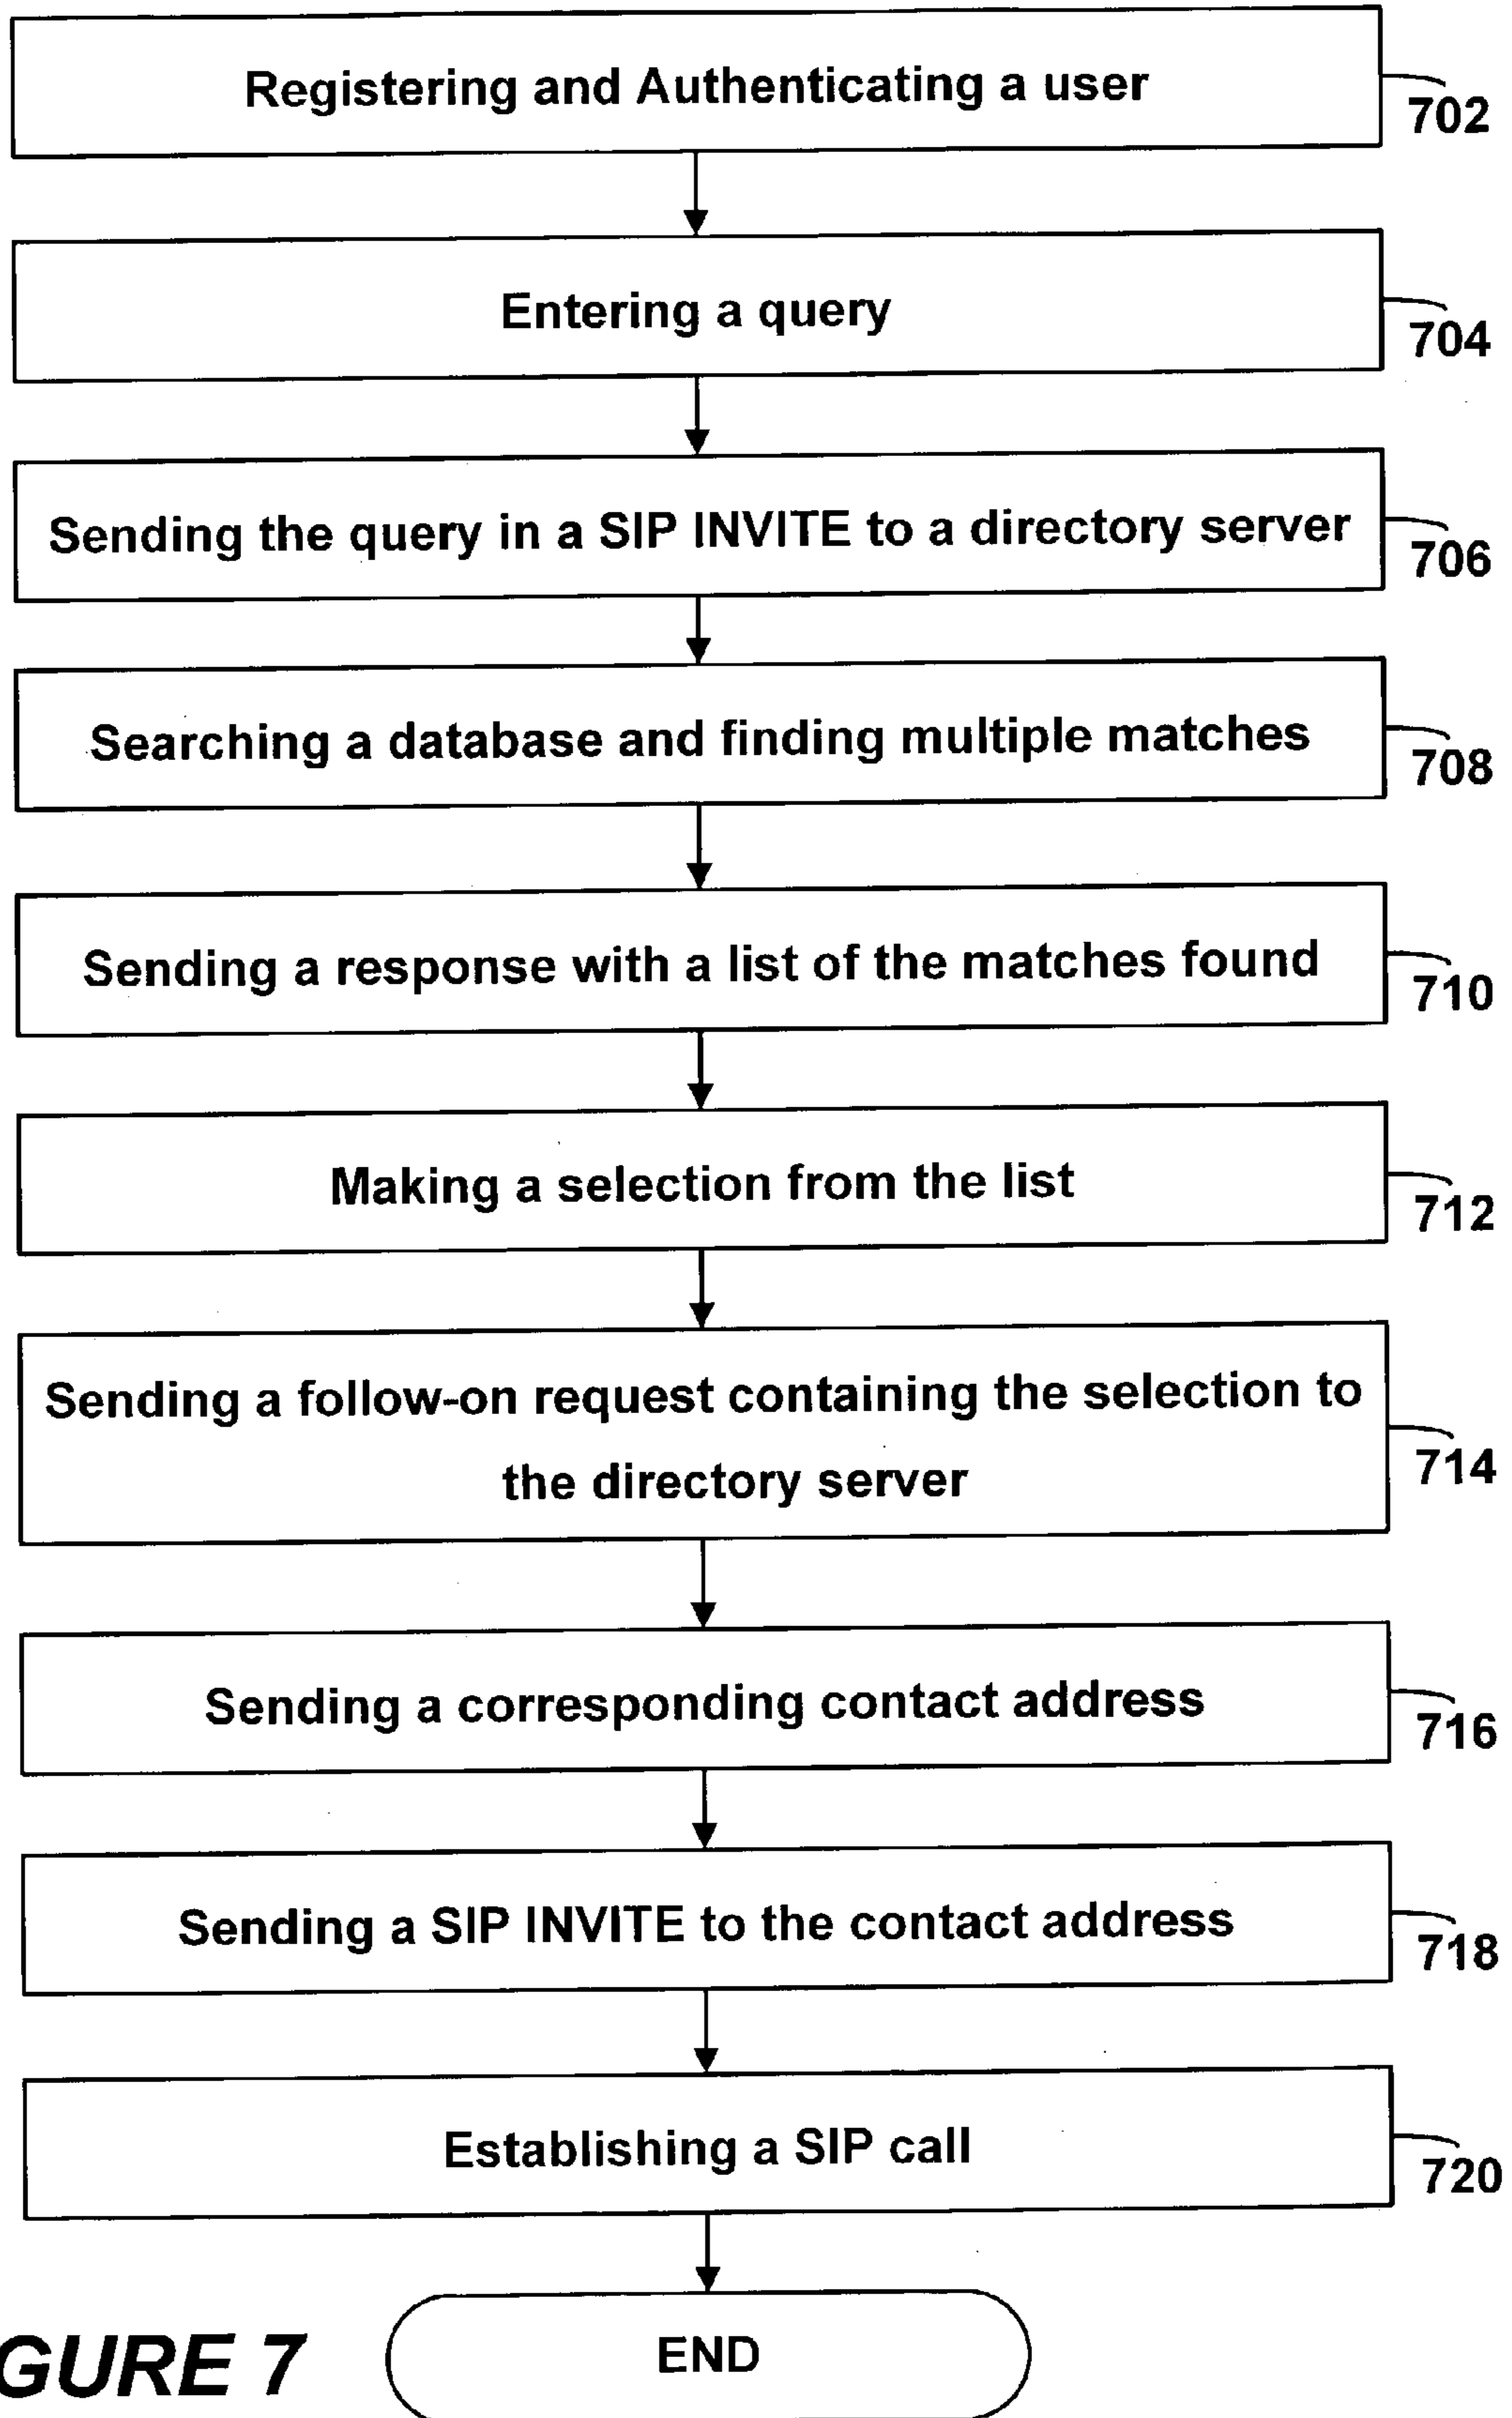 Registering and Authenticating a user
702
Entering a query
704
Sending the query in a SIP INVITE to a directory server
706
Searching a database and finding multiple matches
708
Sending a response with a list of the matches found
710
Making a selection from the list
712
Sending a follow-on request containing the selection to
the directory server
714
Sending a corresponding contact address
716
Sending a SIP INVITE to the contact address
718
Establishing a SIP call
720
END
GURE 7